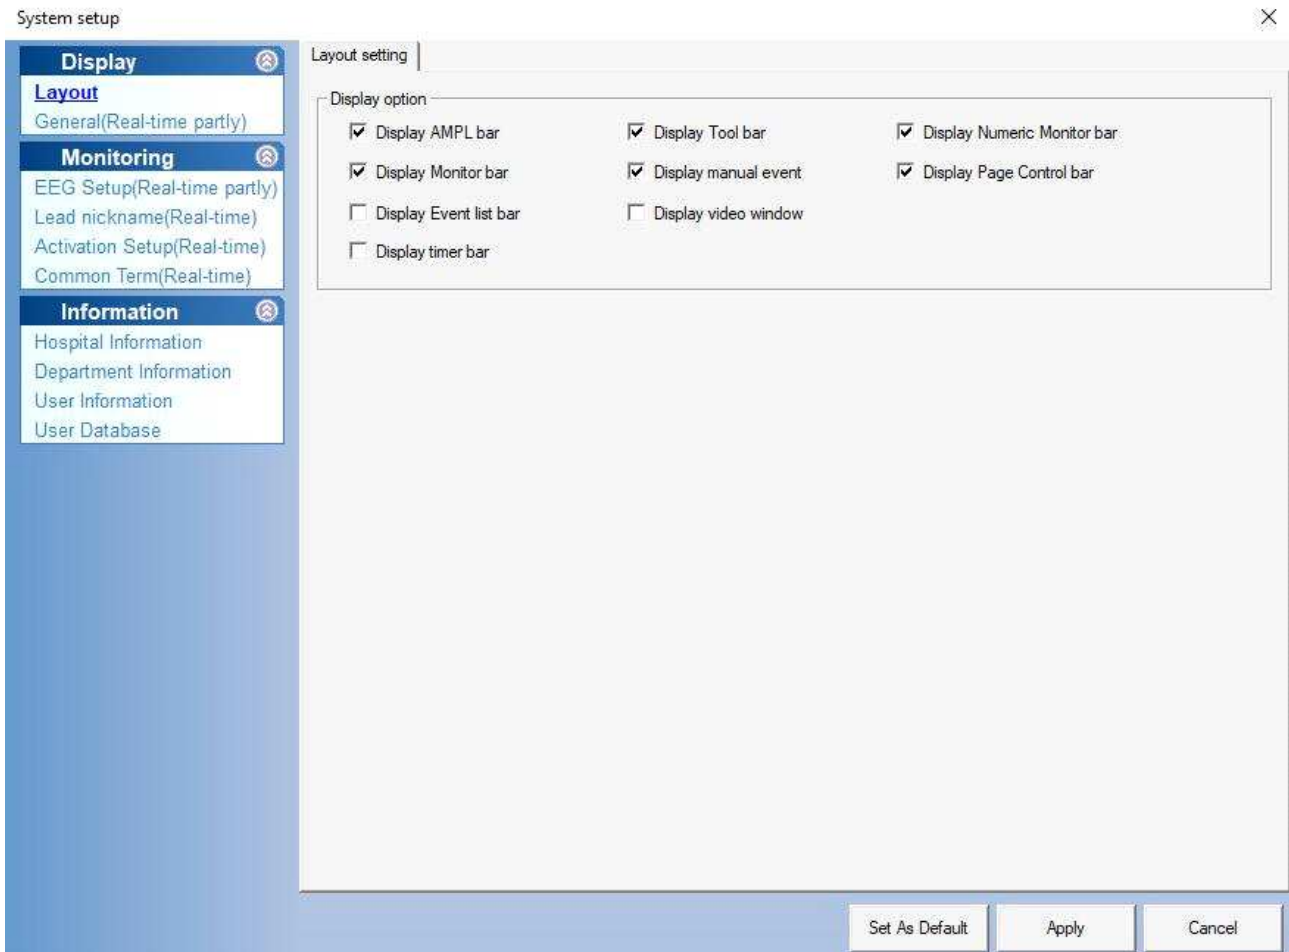 System setup
Display
Layout
General(Real-time partly)
Monitoring
EEG Setup(Real-time partly)
Lead nickname(Real-time)
Activation Setup(Real-time)
Common Term(Real-time)
Information
Hospital Information
Department Information
User Information
User Database
Layout setting
Display option
Display AMPL bar
Display Tool bar
Display Numeric Monitor bar
Display Monitor bar
Display manual event
Display Page Control bar
Display Event list bar
Display video window
Display timer bar
Set As Default
Apply
Cancel